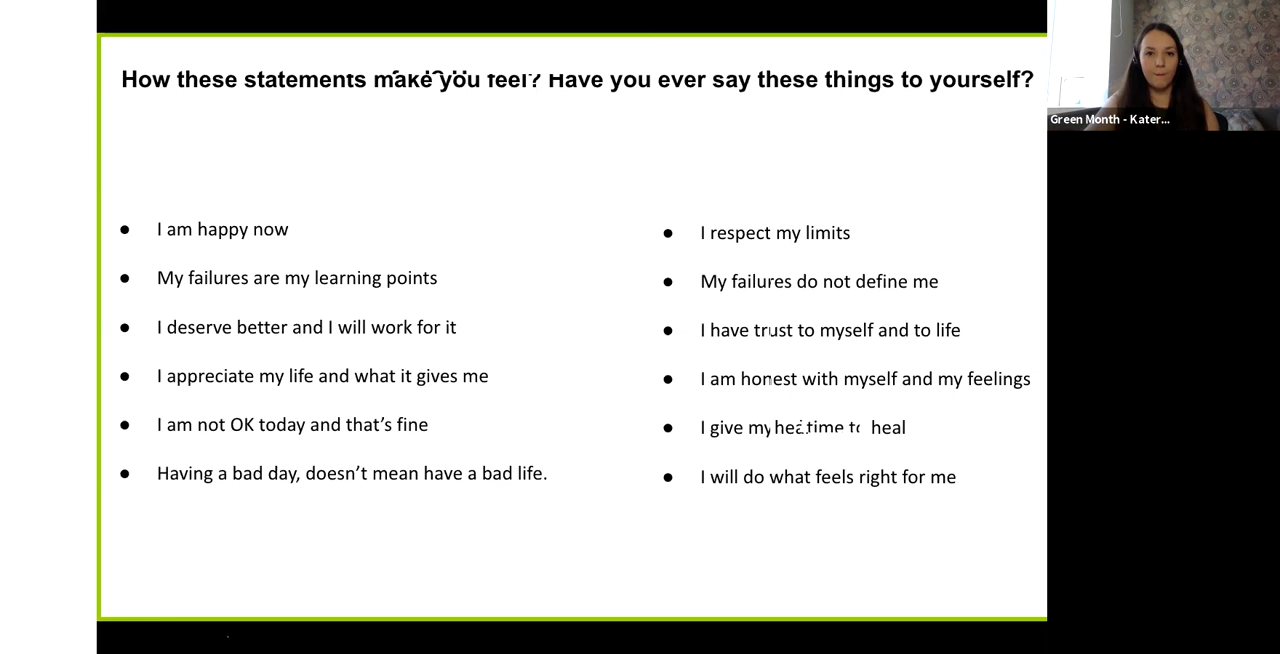 How these statements make you feel? Have you ever say these things to yourself?
Green Month - Kater...
I am happy now
My failures are my learning points
I deserve better and I will work for it
I appreciate my life and what it gives me
I am not OK today and that’s fine
Having a bad day, doesn’t mean have a bad life.
I respect my limits
My failures do not define me
I have trust to myself and to life
I am honest with myself and my feelings
I give my time to heal
I will do what feels right for me